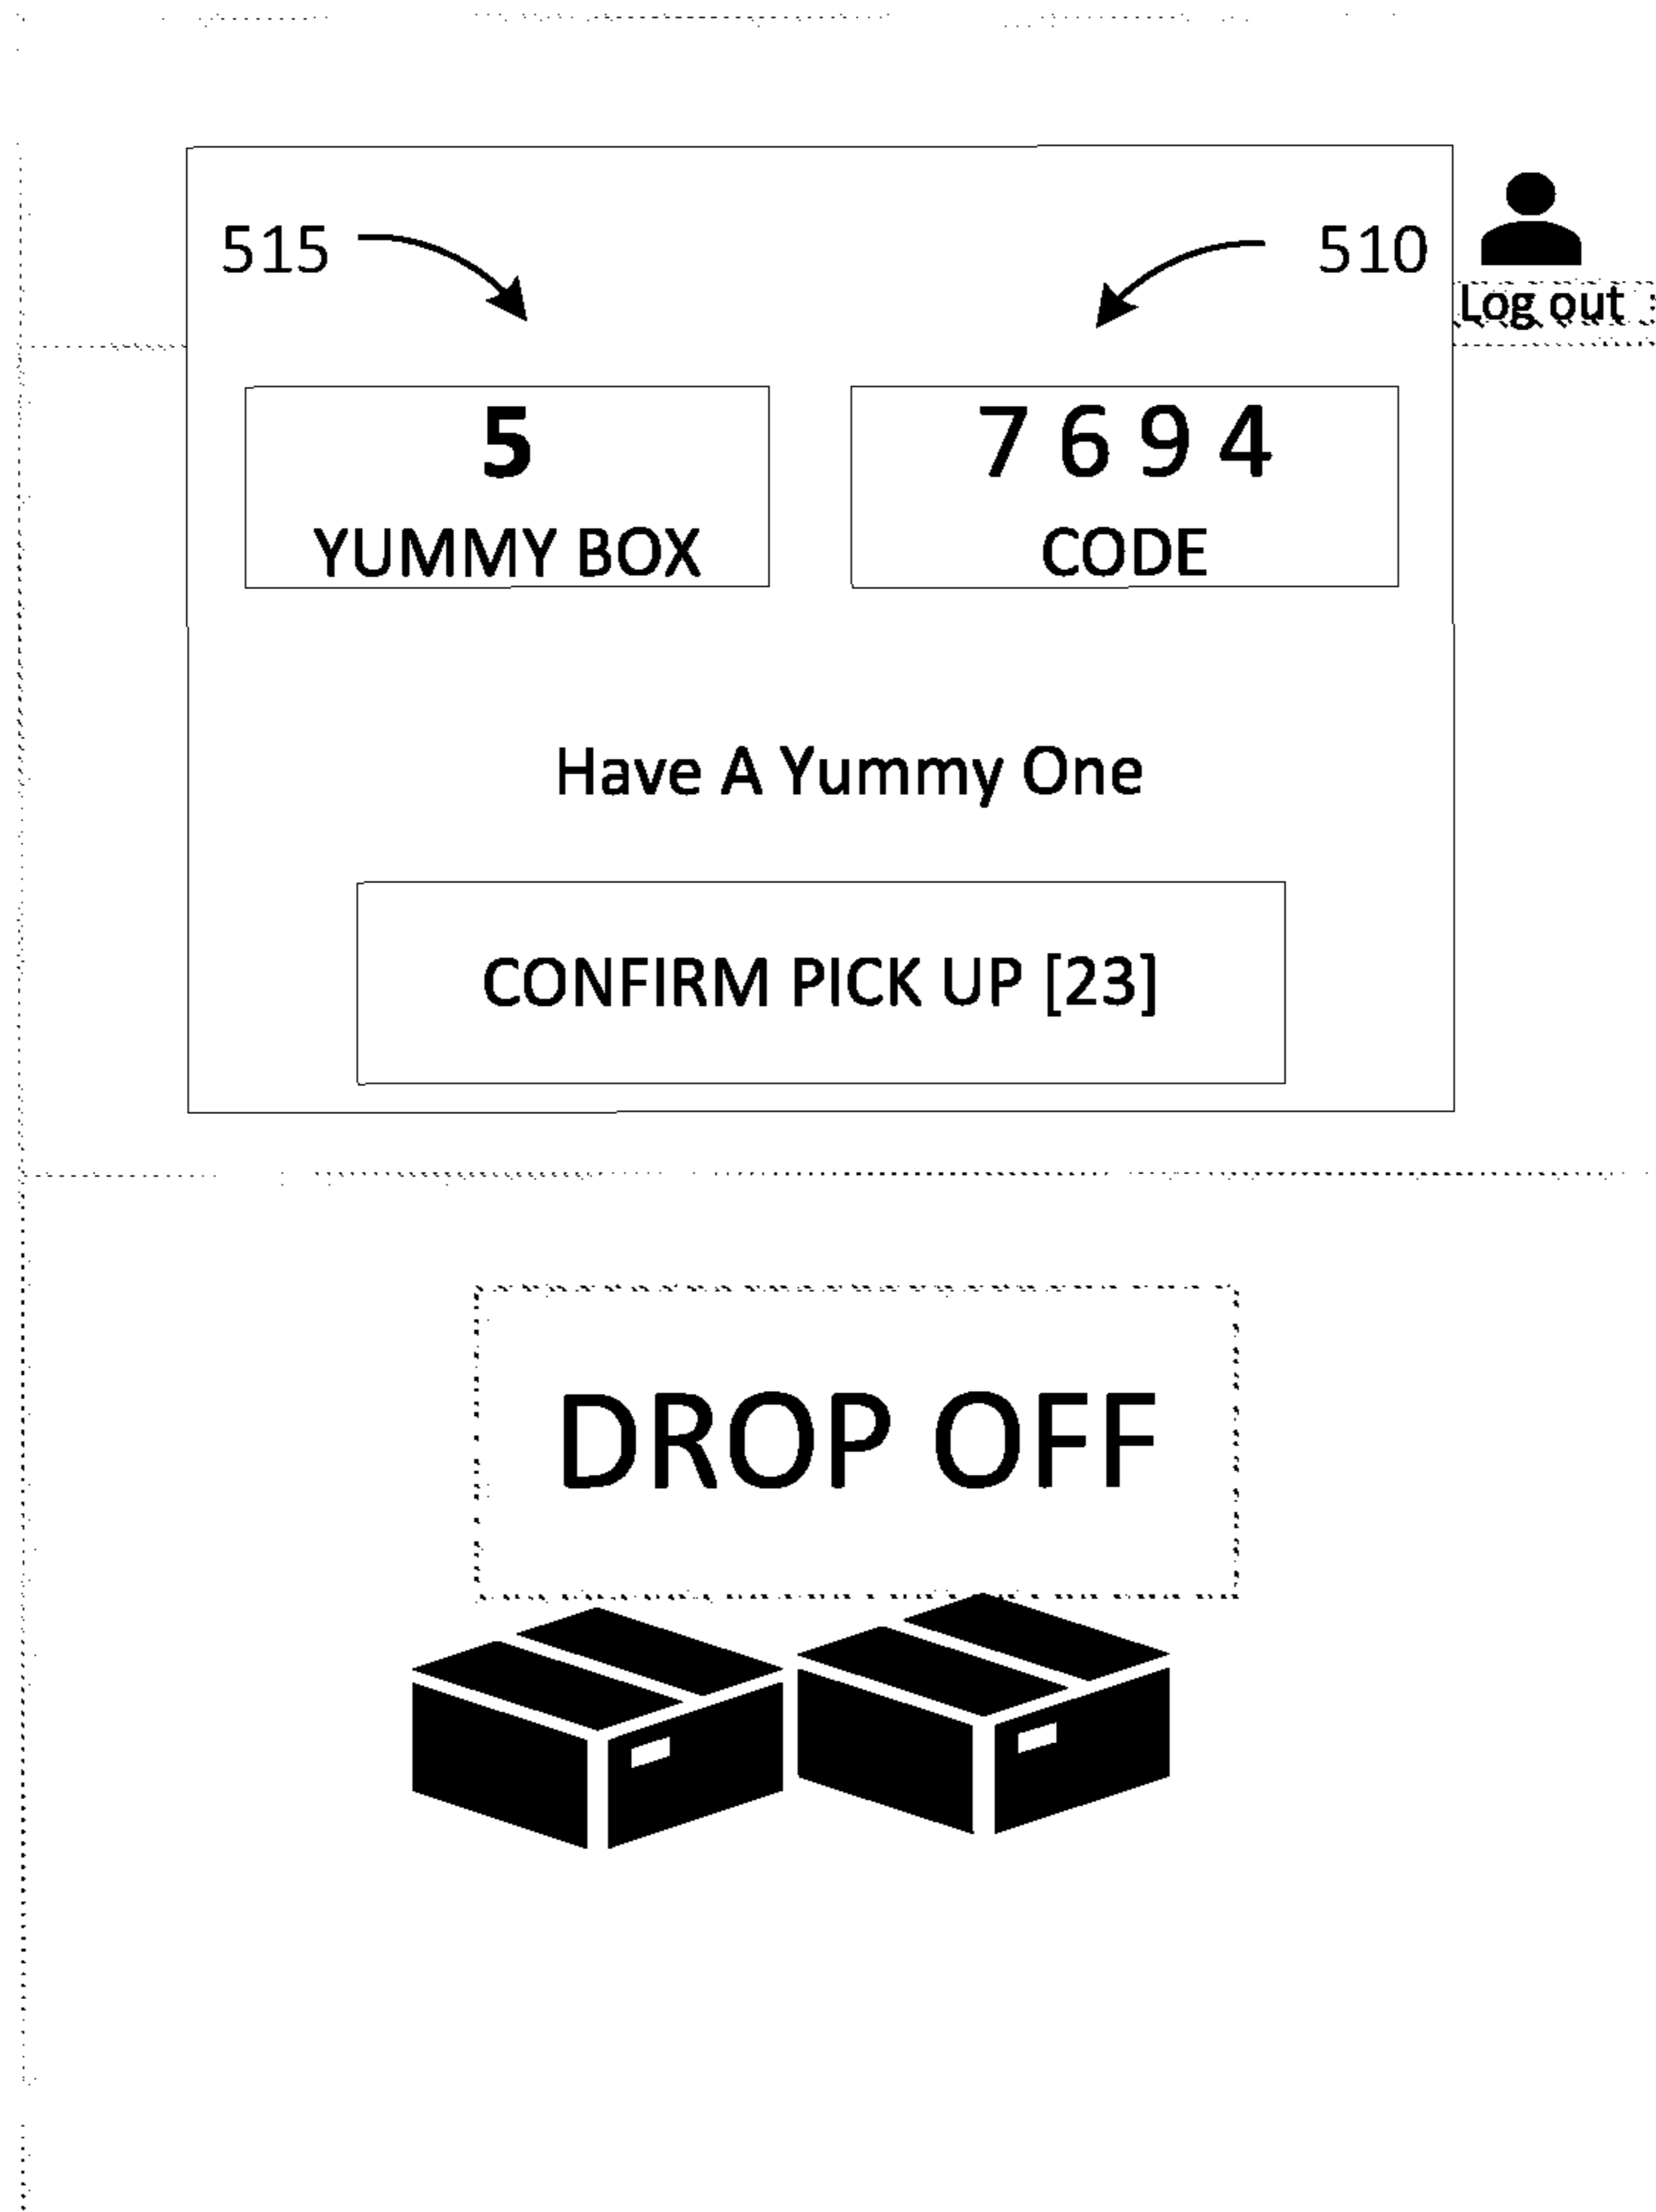 515
510
Log out
5
7 6 9 4
YUMMY BOX
CODE
Have A Yummy One
CONFIRM PICK UP [23]
DROP OFF